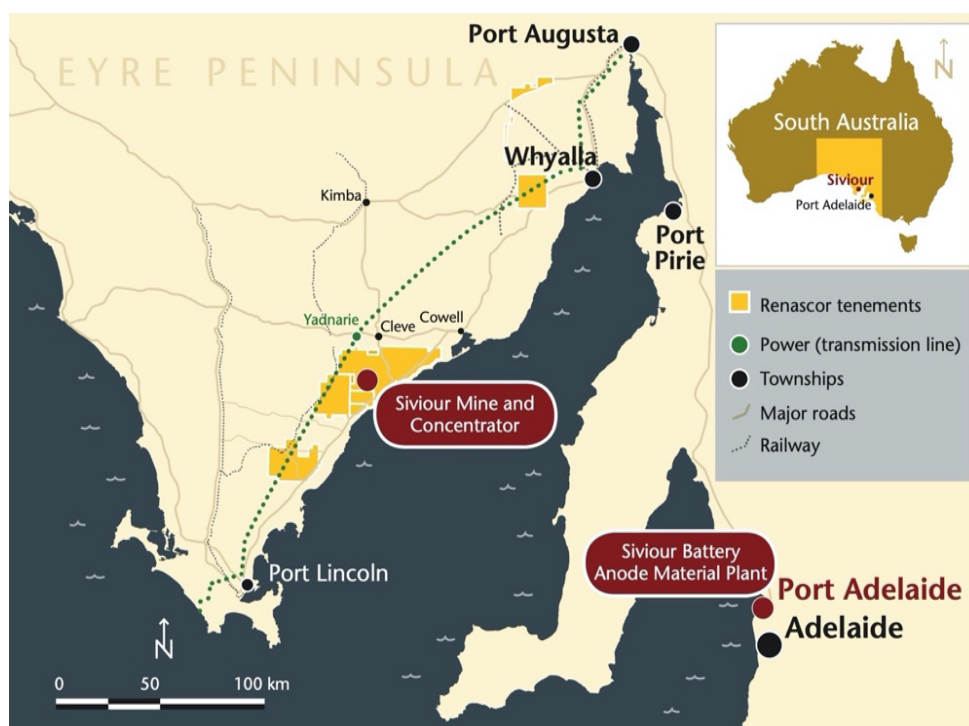 Port Augusta
EYRE PENINSULA
N
South Australia
Whyalla
Siviour
Kimba
Port Adelaide
Port
Pirie
Renascor tenements
Yadnarie
Cowell
Cleve
Power (transmission line)
Townships
Siviour Mine and
Concentrator
Major roads
Railway
Siviour Battery
Anode Material Plant
Port Lincoln
Port Adelaide
Adelaide
N
0 50 100 km